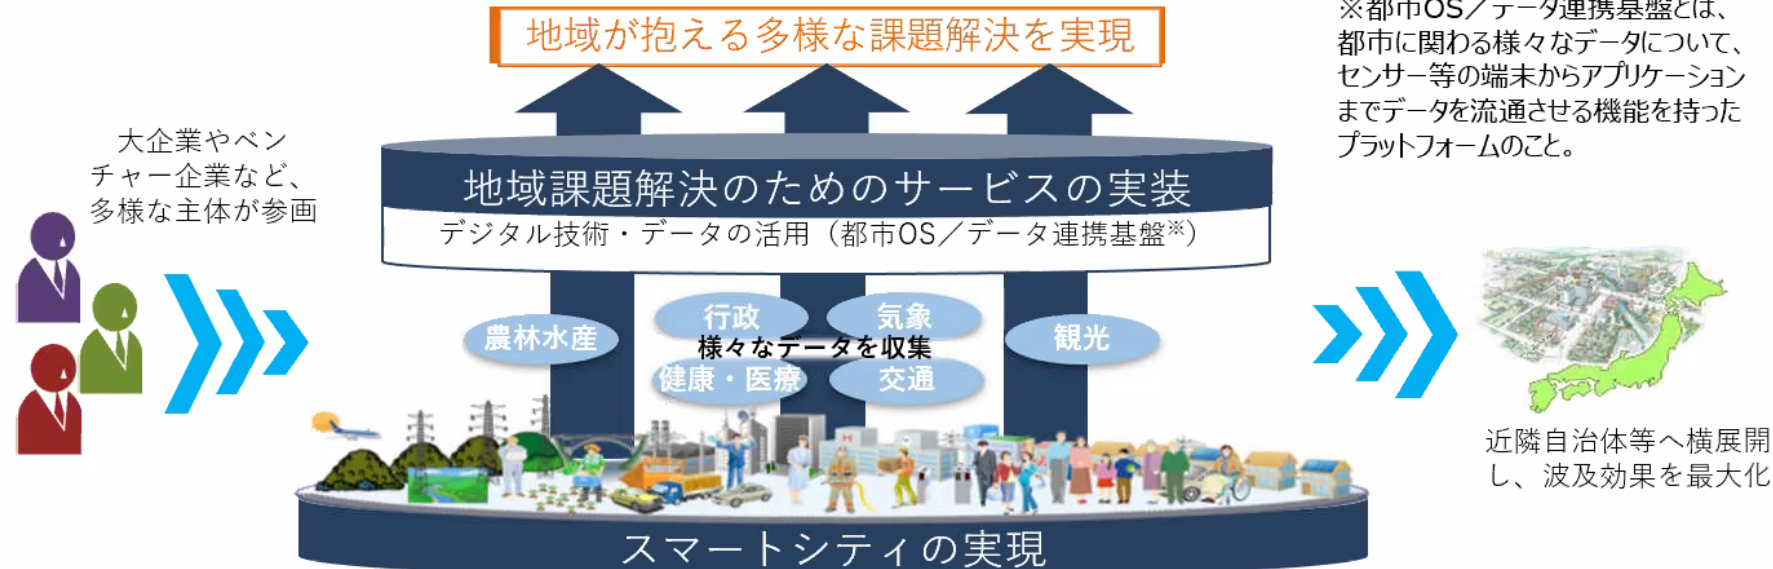 地域が抱える多様な課題解決を実現
※都市OS／データ連携基盤とは、
都市に関わる様々なデータについて、
センサー等の端末からアプリケーション
までデータを流通させる機能を持った
プラットフォームのこと。
大企業やベン
チャー企業など、
多様な主体が参画
地域課題解決のためのサービスの実装
デジタル技術・データの活用（都市OS／データ連携基盤※）
農林水産
行政
気象
観光
様々なデータを収集
健康・医療
交通
近隣自治体等へ横展開
し、波及効果を最大化
スマートシティの実現